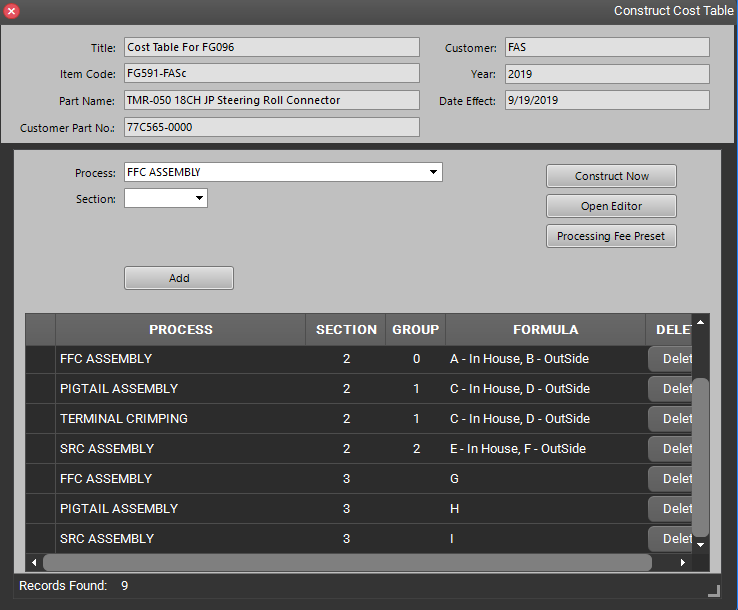 Construct Cost Table
Title: Cost Table For FG096 Customer: FAS
Item Code: FG591-FASc Year: 2019
Part Name: TMR-050 18CH JP Steering Roll Connector Date Effect: 9/19/2019
Customer Part No.: 77C565-0000
Process: FFC ASSEMBLY Construct Now
Section: Open Editor
Processing Fee Preset
Add
PROCESS SECTION GROUP FORMULA DELET
FFC ASSEMBLY 2 0 A - In House, B - OutSide Delet
PIGTAIL ASSEMBLY 2 1 C - In House, D - OutSide Delet
TERMINAL CRIMPING 2 1 C - In House, D - OutSide Delet
SRC ASSEMBLY 2 2 E - In House, F - OutSide Delet
FFC ASSEMBLY 3 G Delet
PIGTAIL ASSEMBLY 3 H Delet
SRC ASSEMBLY 3 I Delet
Records Found: 9